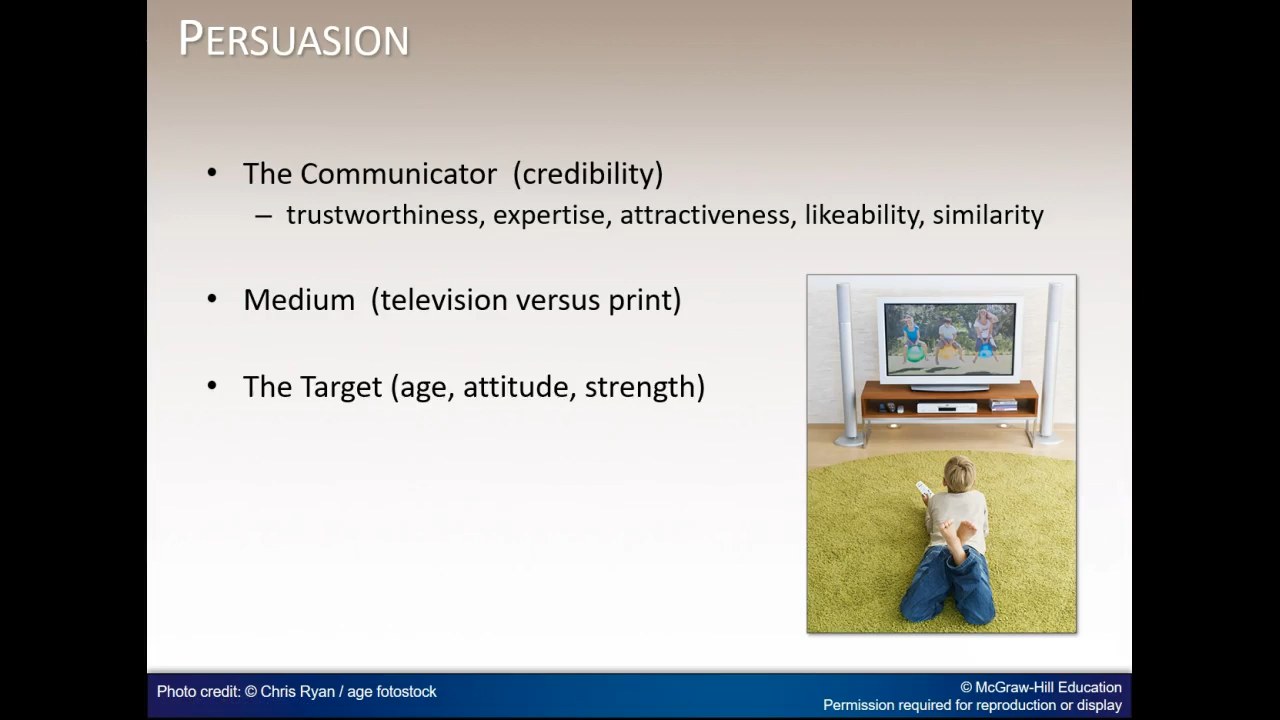 PERSUASION
• The Communicator (credibility)
– trustworthiness, expertise, attractiveness, likeability, similarity
• Medium (television versus print)
• The Target (age, attitude, strength)
Photo credit: © Chris Ryan / age fotostock
© McGraw-Hill Education
Permission required for reproduction or display